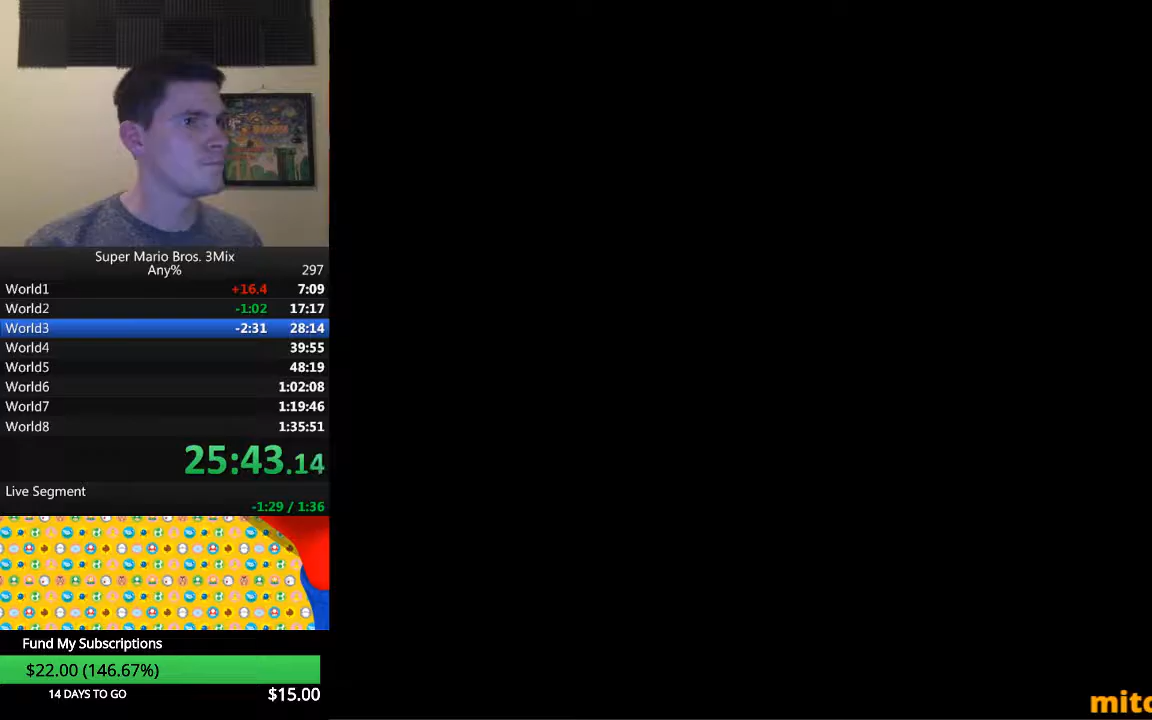 Super Mario Bros. 3Mix
Any% 297
World1 +16.4 7:09
World2 -1:02 17:17
World3 -2:31 28:14
World4 39:55
World5 48:19
World6 1:02:08
World7 1:19:46
World8 1:35:51
25:43.14
Live Segment
-1:29 / 1:36
Fund My Subscriptions
$22.00 (146.67%)
14 DAYS TO GO $15.00